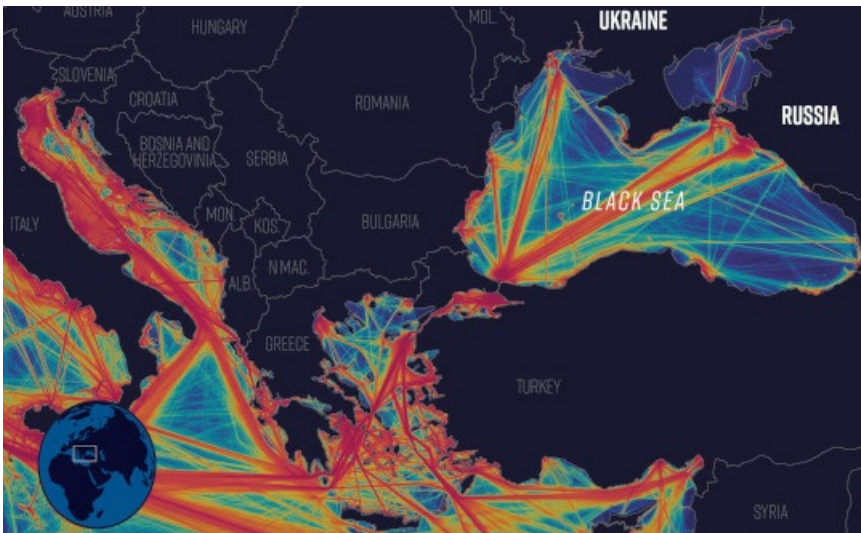 AUSTRIA
HUNGARY
MOL.
UKRAINE
SLOVENIA
CROATIA
ROMANIA
RUSSIA
BOSNIA AND
HERZEGOVINIA
SERBIA
BLACK SEA
ITALY
MON.
KOS.
BULGARIA
ALB.
N MAC.
GREECE
TURKEY
SYRIA